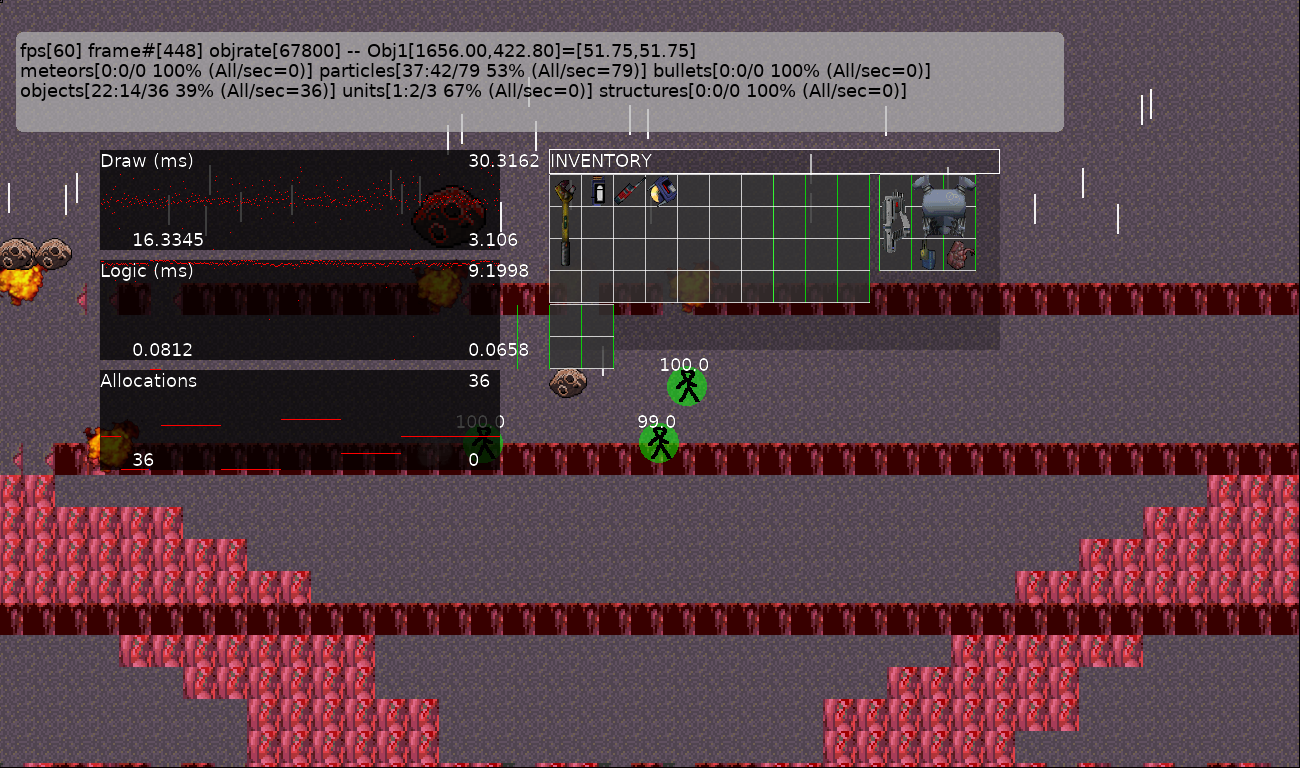 fps[60] frame#[448] objrate[67800] -- Obj1[1656.00,422.80]=[51.75,51.75]
meteors[0:0/0 100% (All/sec=0)] particles[37:42/79 53% (All/sec=79)] bullets[0:0/0 100% (All/sec=0)]
objects[22:14/36 39% (All/sec=36)] units[1:2/3 67% (All/sec=0)] structures[0:0/0 100% (All/sec=0)]
Draw (ms) 30.3162
16.3345 3.106
INVENTORY
Logic (ms) 9.1998
0.0812 0.0658
Allocations 36
36 0
100.0
100.0
99.0